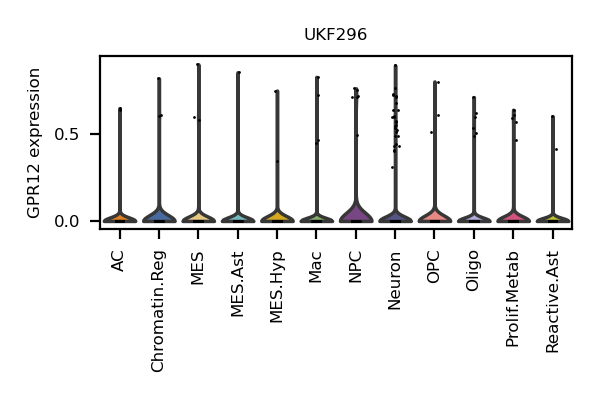 UKF296
GPR12 expression
0.5
0.0
AC
Chromatin.Reg
MES
MES.Ast
MES.Hyp
Mac
NPC
Neuron
OPC
Oligo
Prolif.Metab
Reactive.Ast